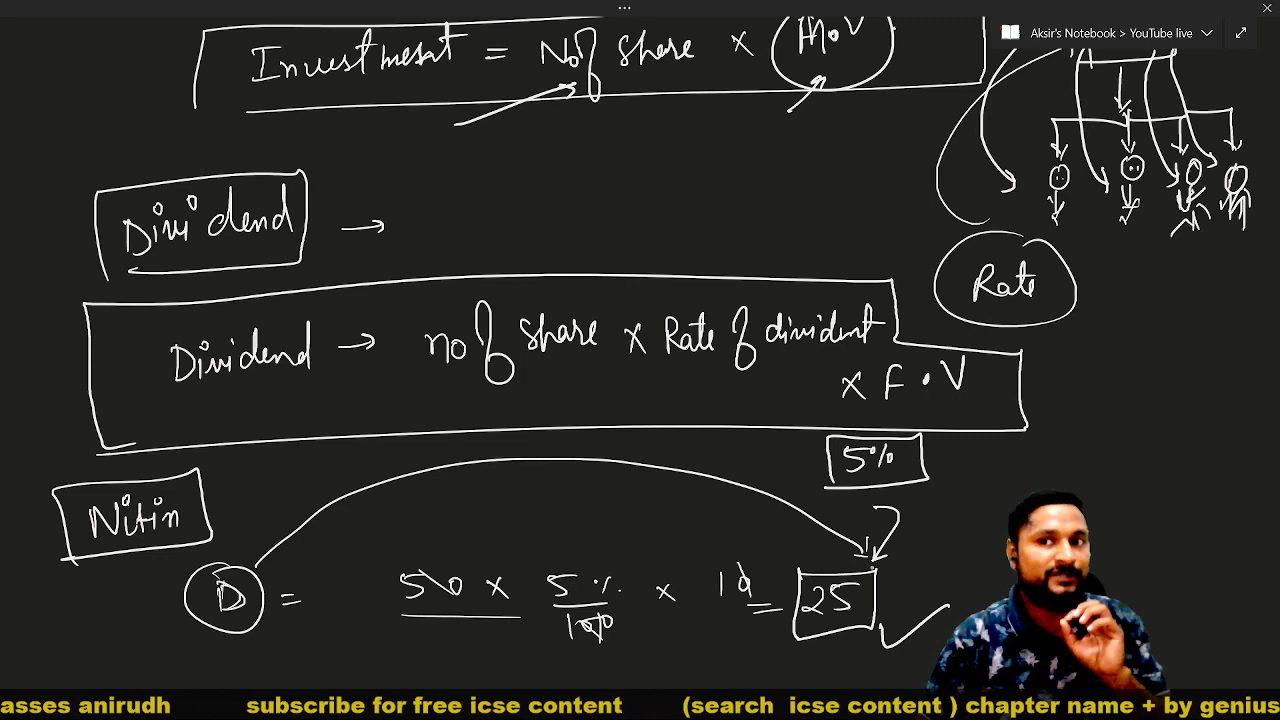 Aksir's Notebook > YouTube live
Investment = No of Share × M.V
Dividend →
Rate
Dividend → no of Share × Rate of divident
× F.V
5%
Nitin
D = 50 × 5%/100 × 10 = 25
asses anirudh subscribe for free icse content (search icse content ) chapter name + by genius